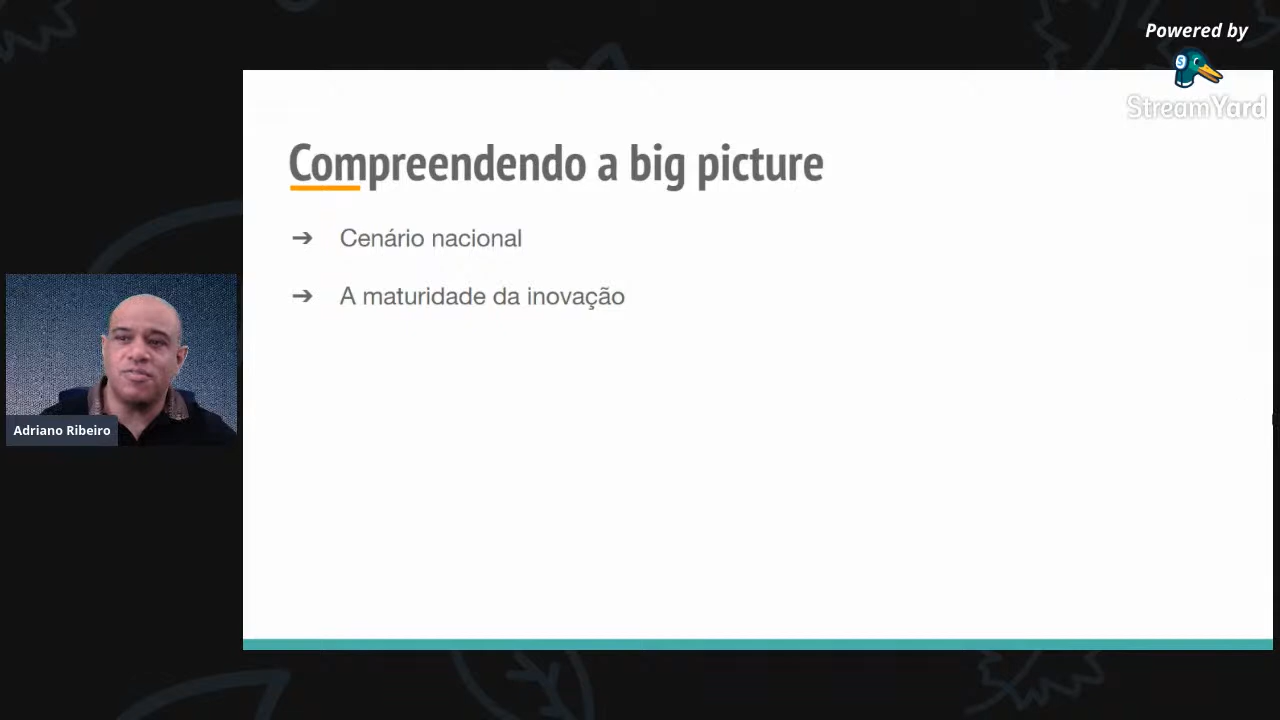 Powered by
StreamYard
Compreendendo a big picture
➔ Cenário nacional
➔ A maturidade da inovação
Adriano Ribeiro